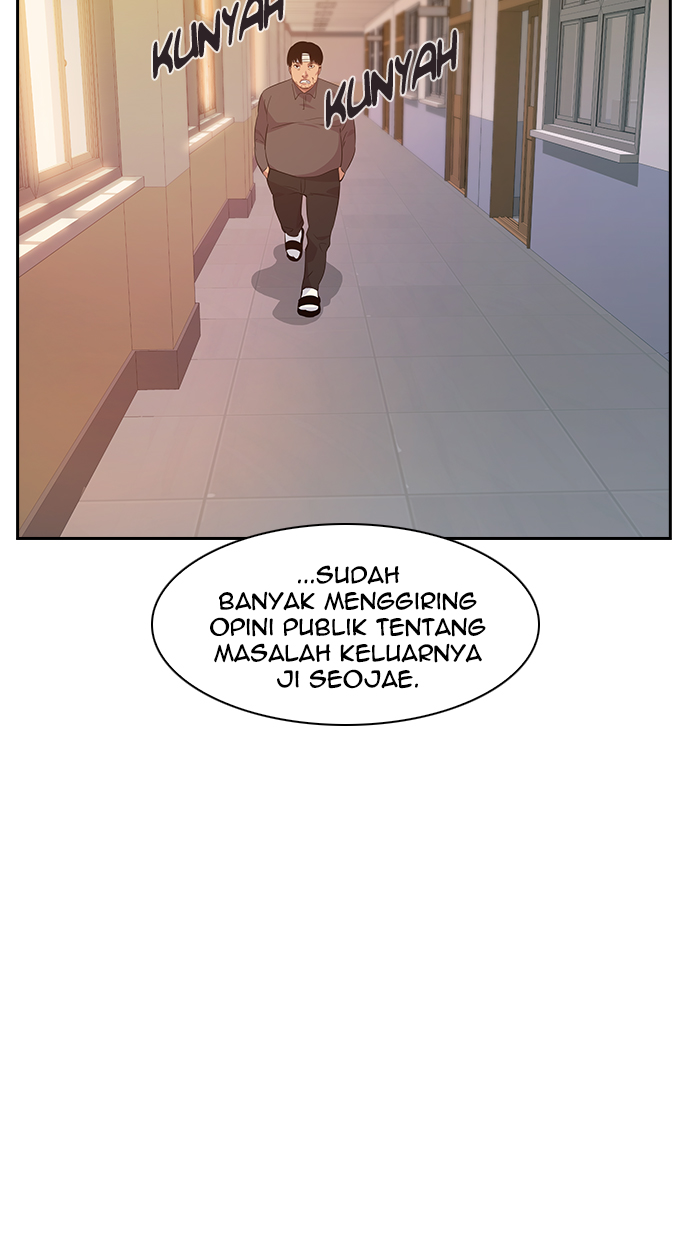 KUNYAH
KUNYAH
...SUDAH
BANYAK MENGGIRING
OPINI PUBLIK TENTANG
MASALAH KELUARNYA
JI SEOJAE.